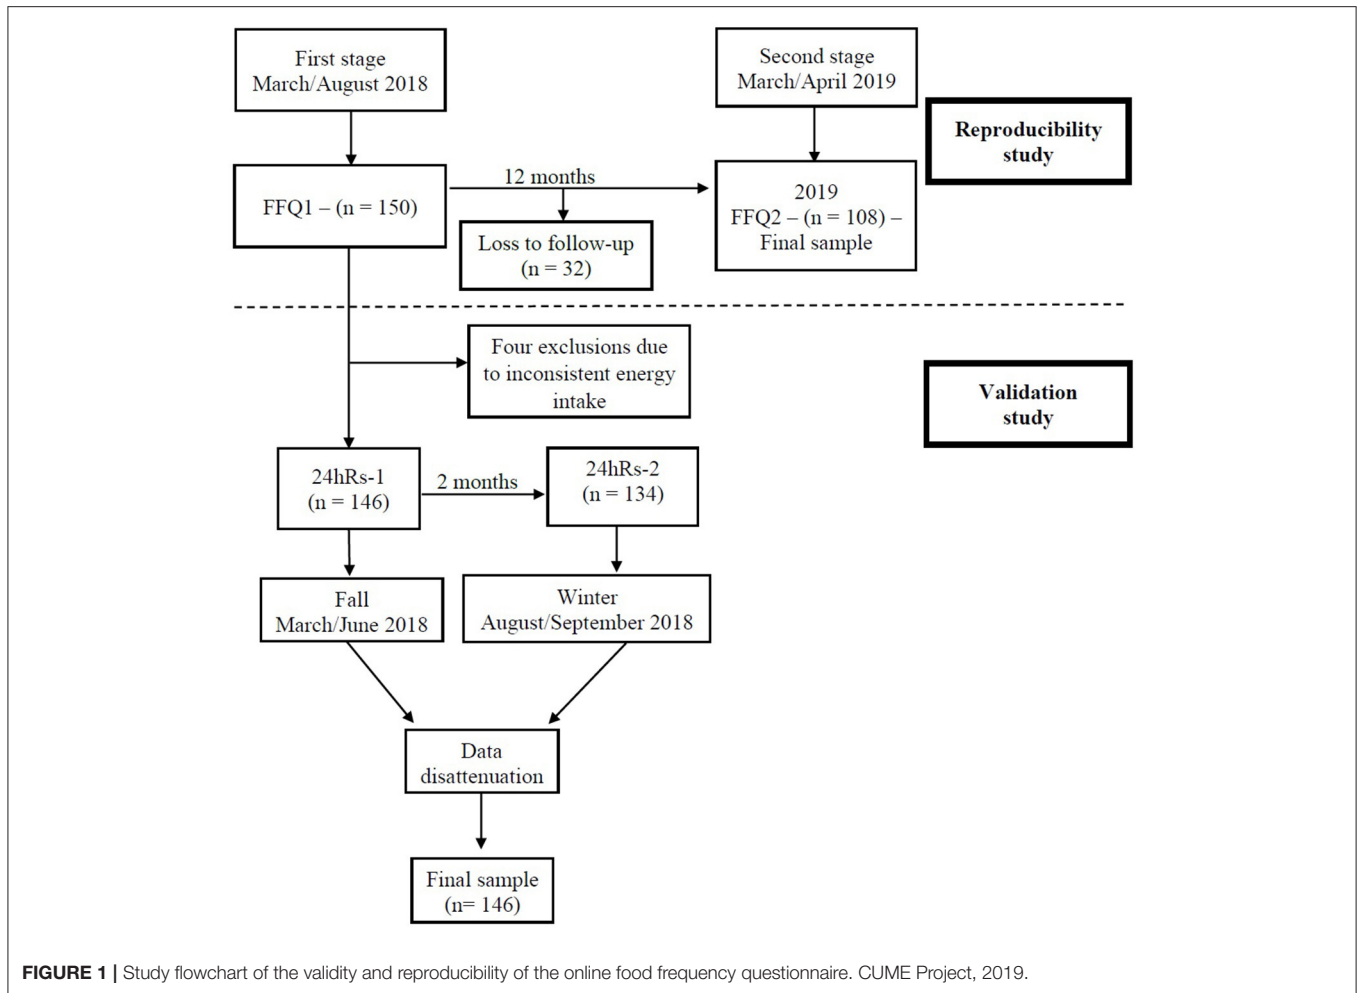 First stage
March/August 2018
Second stage
March/April 2019
Reproducibility
study
FFQ1 – (n = 150)
12 months
2019
FFQ2 – (n = 108) –
Final sample
Loss to follow-up
(n = 32)
Four exclusions due
to inconsistent energy
intake
Validation
study
24hRs-1
(n = 146)
2 months
24hRs-2
(n = 134)
Fall
March/June 2018
Winter
August/September 2018
Data
disattenuation
Final sample
(n= 146)
FIGURE 1 | Study flowchart of the validity and reproducibility of the online food frequency questionnaire. CUME Project, 2019.